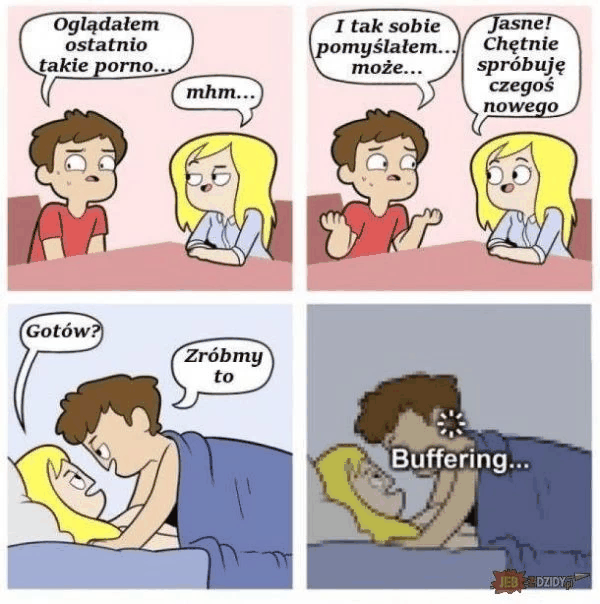 Oglądałem
ostatnio
takie porno...
mhm...
I tak sobie
pomyślałem...
może...
Jasne!
Chętnie
spróbuję
czegoś
nowego
Gotów?
Zróbmy
to
Buffering...
JEB DZIDY